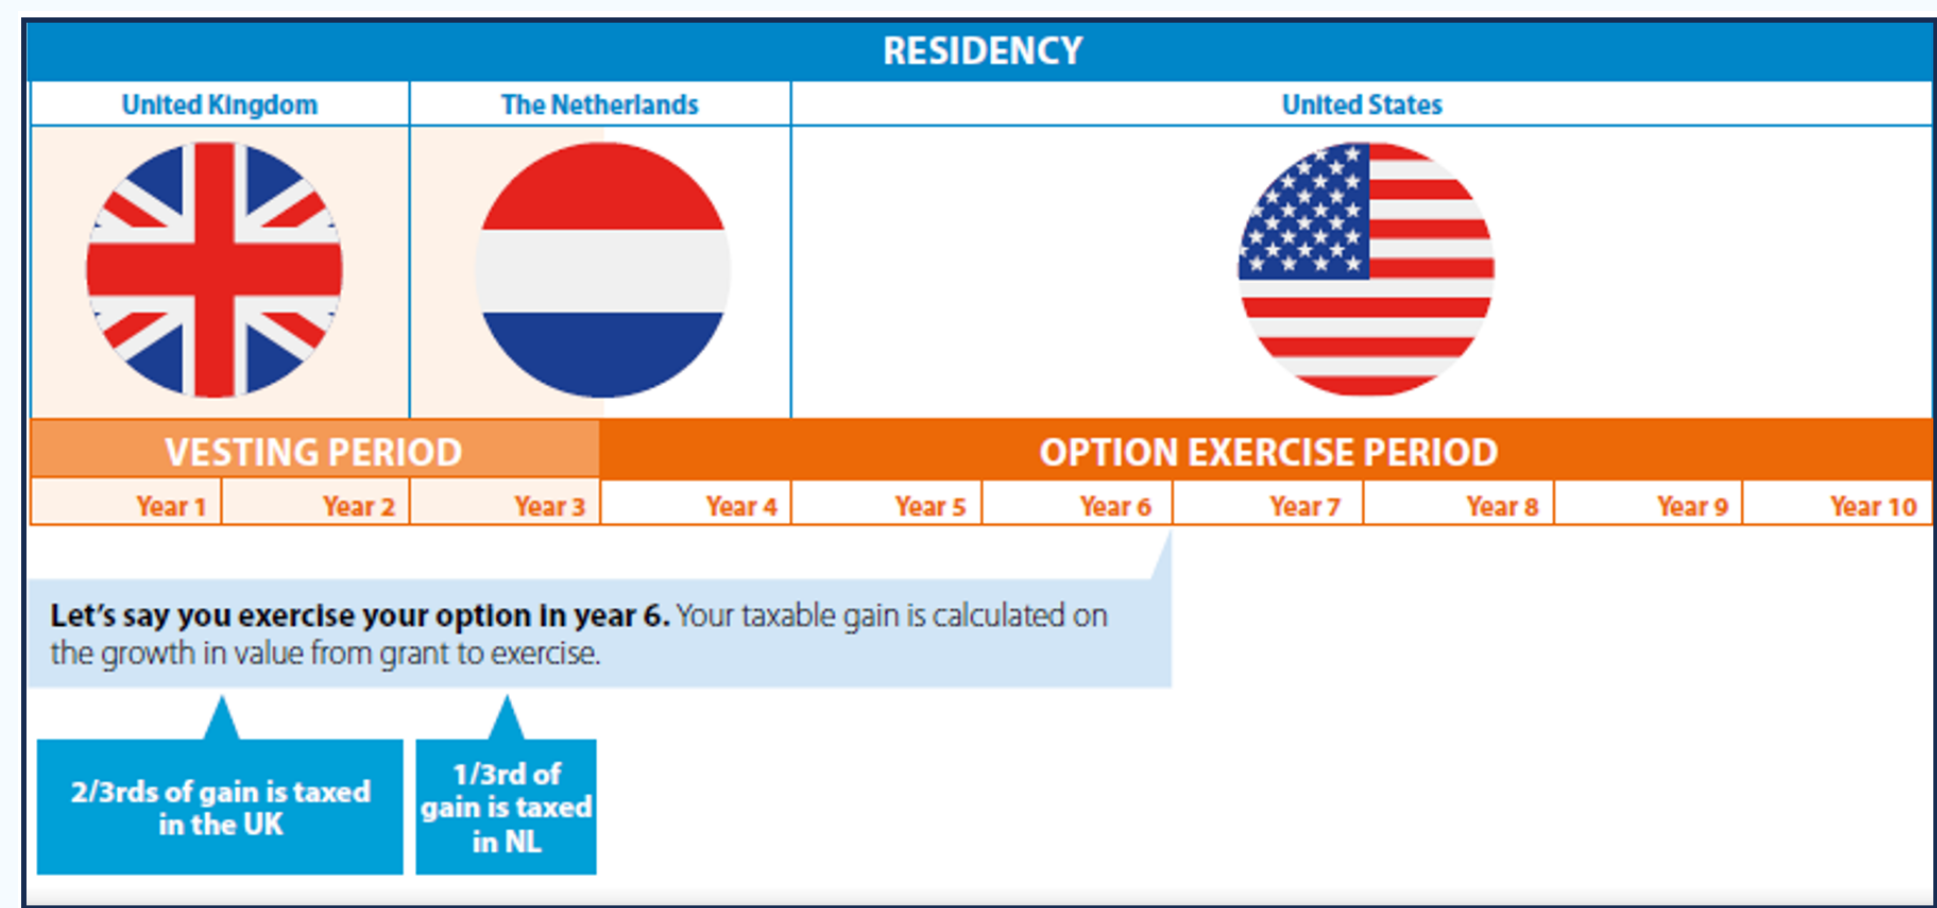 RESIDENCY
United Kingdom
The Netherlands
United States
VESTING PERIOD
OPTION EXERCISE PERIOD
Year 1
Year 2
Year 3
Year 4
Year 5
Year 6
Year 7
Year 8
Year 9
Year 10
Let's say you exercise your option in year 6. Your taxable gain is calculated on
the growth in value from grant to exercise.
2/3rds of gain is taxed
in the UK
1/3rd of
gain is taxed
in NL